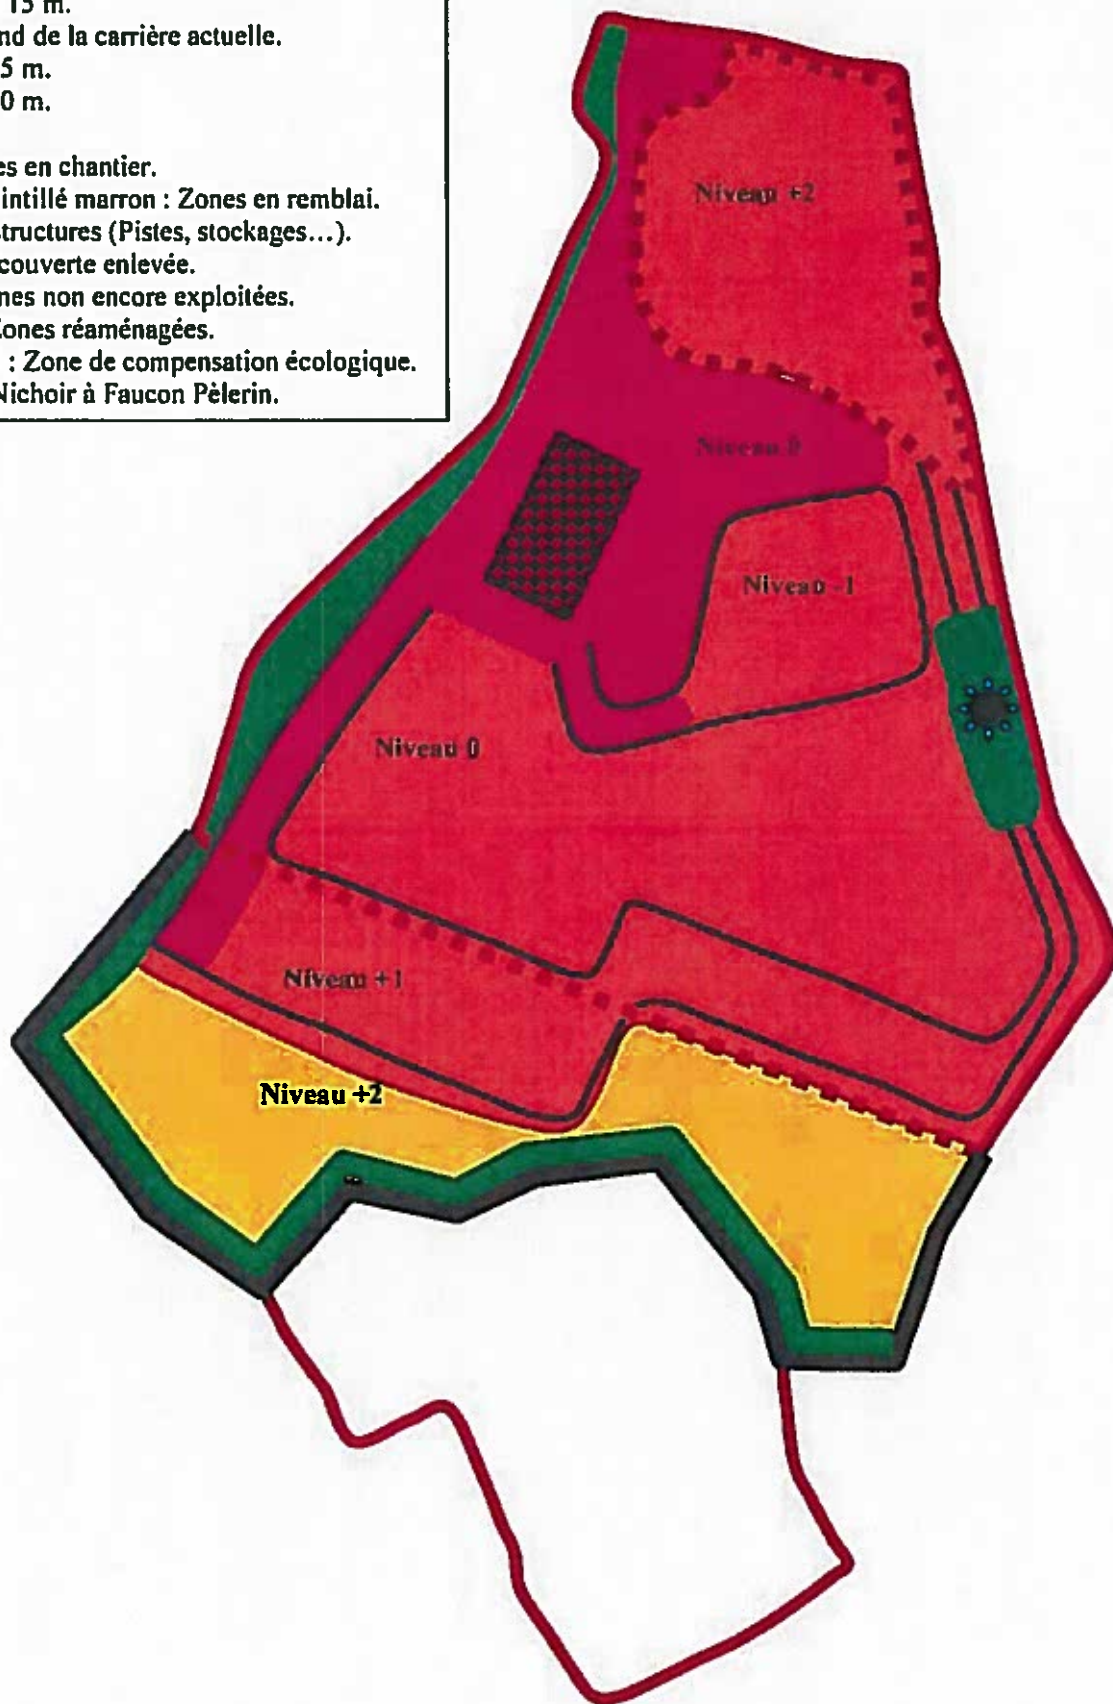 15 m.
nd de la carrière actuelle.
5 m.
0 m.
es en chantier.
intillé marron : Zones en remblai.
structures (Pistes, stockages…).
couverte enlevée.
nes non encore exploitées.
Zones réaménagées.
: Zone de compensation écologique.
Nichoir à Faucon Pèlerin.
Niveau +2
Niveau 0
Niveau -1
Niveau 0
Niveau +1
Niveau +2